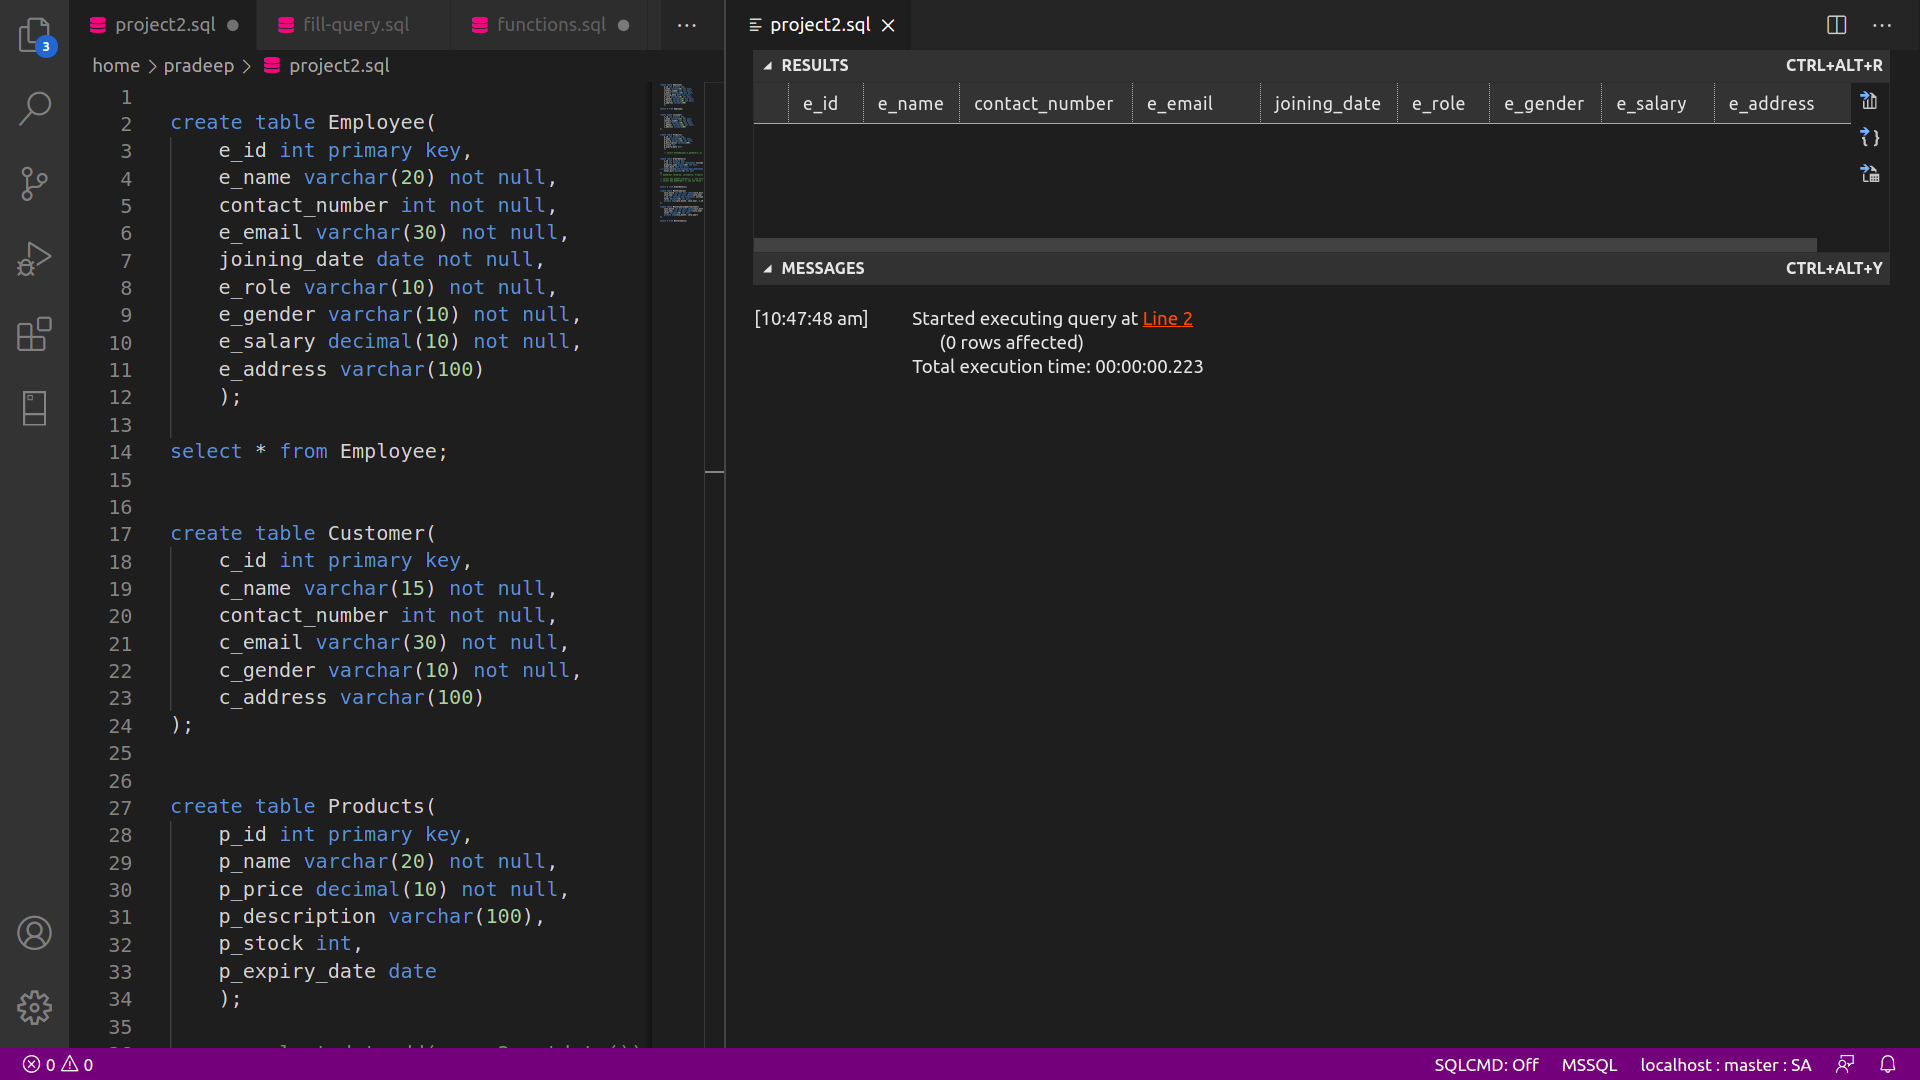 project2.sql
fill-query.sql
functions.sql
project2.sql
3
home > pradeep > project2.sql
1
2 create table Employee(
3 e_id int primary key,
4 e_name varchar(20) not null,
5 contact_number int not null,
6 e_email varchar(30) not null,
7 joining_date date not null,
8 e_role varchar(10) not null,
9 e_gender varchar(10) not null,
10 e_salary decimal(10) not null,
11 e_address varchar(100)
12 );
13
14 select * from Employee;
15
16
17 create table Customer(
18 c_id int primary key,
19 c_name varchar(15) not null,
20 contact_number int not null,
21 c_email varchar(30) not null,
22 c_gender varchar(10) not null,
23 c_address varchar(100)
24 );
25
26
27 create table Products(
28 p_id int primary key,
29 p_name varchar(20) not null,
30 p_price decimal(10) not null,
31 p_description varchar(100),
32 p_stock int,
33 p_expiry_date date
34 );
35
RESULTS CTRL+ALT+R
e_id e_name contact_number e_email joining_date e_role e_gender e_salary e_address
MESSAGES CTRL+ALT+Y
[10:47:48 am] Started executing query at Line 2
(0 rows affected)
Total execution time: 00:00:00.223
0 0 SQLCMD: Off MSSQL localhost : master : SA